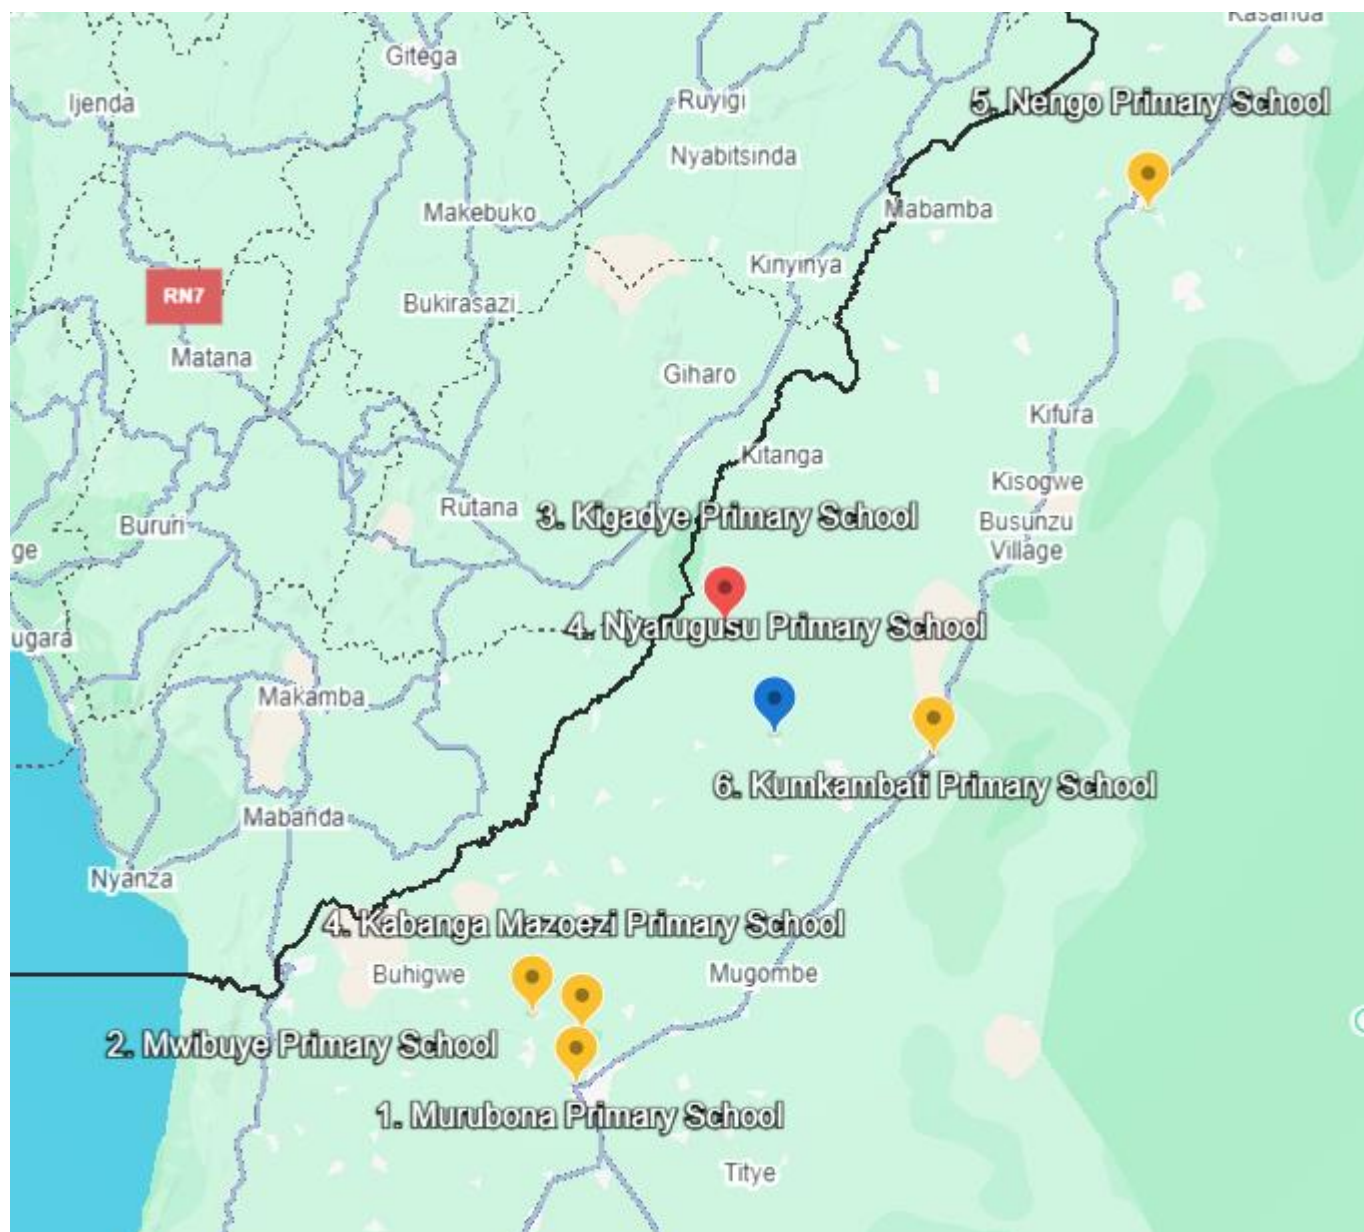 Kasanda
Gitega
Ijenda
Ruyigi
5. Nengo Primary School
Nyabitsinda
Makebuko
Mabamba
Kinyinya
RN7
Bukirasazi
Matana
Giharo
Kifura
Kitanga
Kisogwe
Rutana
3. Kigadye Primary School
Bururi
Busunzu
Village
ge
4. Nyarugusu Primary School
ugara
Makamba
6. Kumkambati Primary School
Mabanda
Nyanza
4. Kabanga Mazoezi Primary School
Buhigwe
Mugombe
2. Mwibuye Primary School
1. Murubona Primary School
Titye